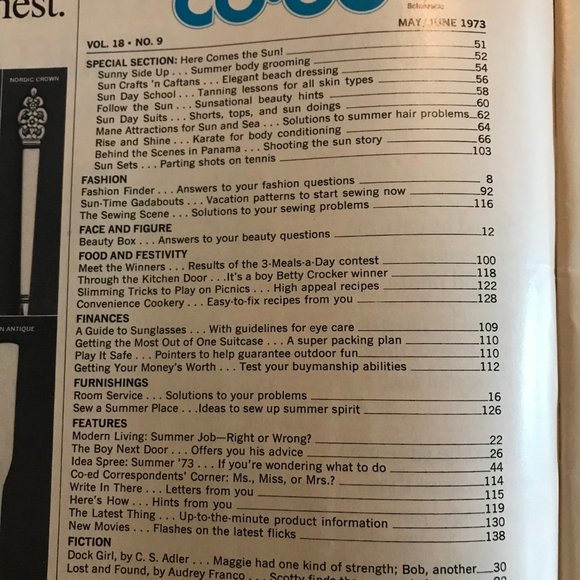 nest.
co-ed
Scholastic
MAY/JUNE 1973
VOL. 18 • NO. 9
NORDIC CROWN
N ANTIQUE
SPECIAL SECTION: Here Comes the Sun! 51
Sunny Side Up . . . Summer body grooming 52
Sun Crafts 'n Caftans . . . Elegant beach dressing 54
Sun Day School . . . Tanning lessons for all skin types 56
Follow the Sun . . . Sunsational beauty hints 58
Sun Day Suits . . . Shorts, tops, and sun doings 60
Mane Attractions for Sun and Sea . . . Solutions to summer hair problems 62
Rise and Shine . . . Karate for body conditioning 64
Behind the Scenes in Panama . . . Shooting the sun story 66
Sun Sets . . . Parting shots on tennis 103
FASHION
Fashion Finder . . . Answers to your fashion questions 8
Sun-Time Gadabouts . . . Vacation patterns to start sewing now 92
The Sewing Scene . . . Solutions to your sewing problems 116
FACE AND FIGURE
Beauty Box . . . Answers to your beauty questions 12
FOOD AND FESTIVITY
Meet the Winners . . . Results of the 3-Meals-a-Day contest 100
Through the Kitchen Door . . .It's a boy Betty Crocker winner 118
Slimming Tricks to Play on Picnics . . . High appeal recipes 122
Convenience Cookery . . . Easy-to-fix recipes from you 128
FINANCES
A Guide to Sunglasses . . . With guidelines for eye care 109
Getting the Most Out of One Suitcase . . . A super packing plan 110
Play It Safe . . . Pointers to help guarantee outdoor fun 110
Getting Your Money's Worth . . . Test your buymanship abilities 112
FURNISHINGS
Room Service . . . Solutions to your problems 16
Sew a Summer Place . . .Ideas to sew up summer spirit 126
FEATURES
Modern Living: Summer Job—Right or Wrong? 22
The Boy Next Door . . . Offers you his advice 26
Idea Spree: Summer '73 . . . If you're wondering what to do 44
Co-ed Correspondents' Corner: Ms., Miss, or Mrs.? 114
Write In There . . . Letters from you 115
Here's How . . . Hints from you 119
The Latest Thing . . . Up-to-the-minute product information 130
New Movies . . . Flashes on the latest flicks 138
FICTION
Dock Girl, by C. S. Adler . . . Maggie had one kind of strength; Bob, another 30
Lost and Found, by Audrey Franco . . . Scotty finds the